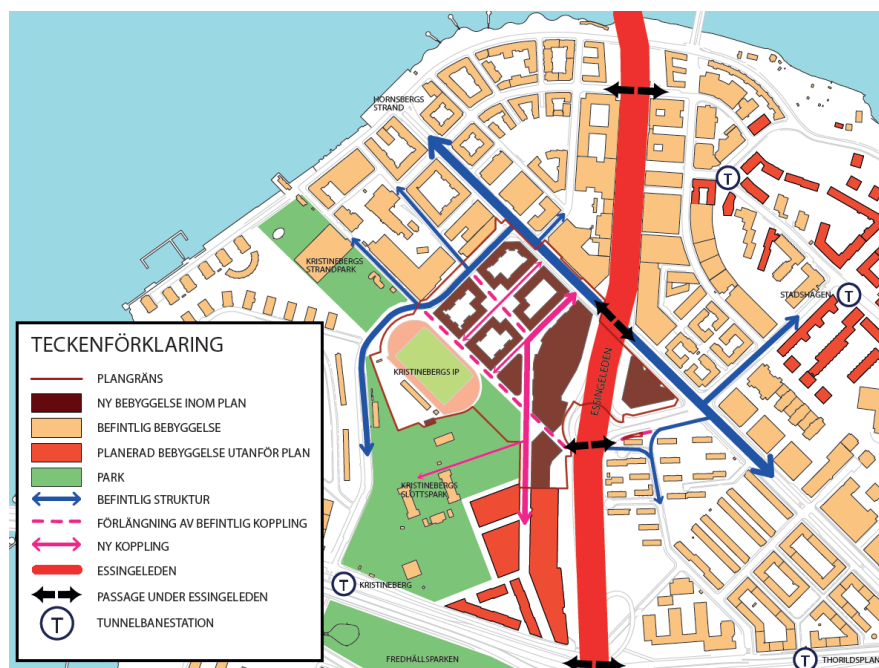 HORNSBERGS
STRAND
T
KRISTINEBERGS
STRANDPARK
STADSHAGEN
T
KRISTINEBERGS IP
ESSINGELEDEN
KRISTINEBERGS
SLOTTSPARK
T
KRISTINEBERG
FREDHÄLLSPARKEN
T
THORILDSPLAN
TECKENFÖRKLARING
PLANGRÄNS
NY BEBYGGELSE INOM PLAN
BEFINTLIG BEBYGGELSE
PLANERAD BEBYGGELSE UTANFÖR PLAN
PARK
BEFINTLIG STRUKTUR
FÖRLÄNGNING AV BEFINTLIG KOPPLING
NY KOPPLING
ESSINGELEDEN
PASSAGE UNDER ESSINGELEDEN
T
TUNNELBANESTATION